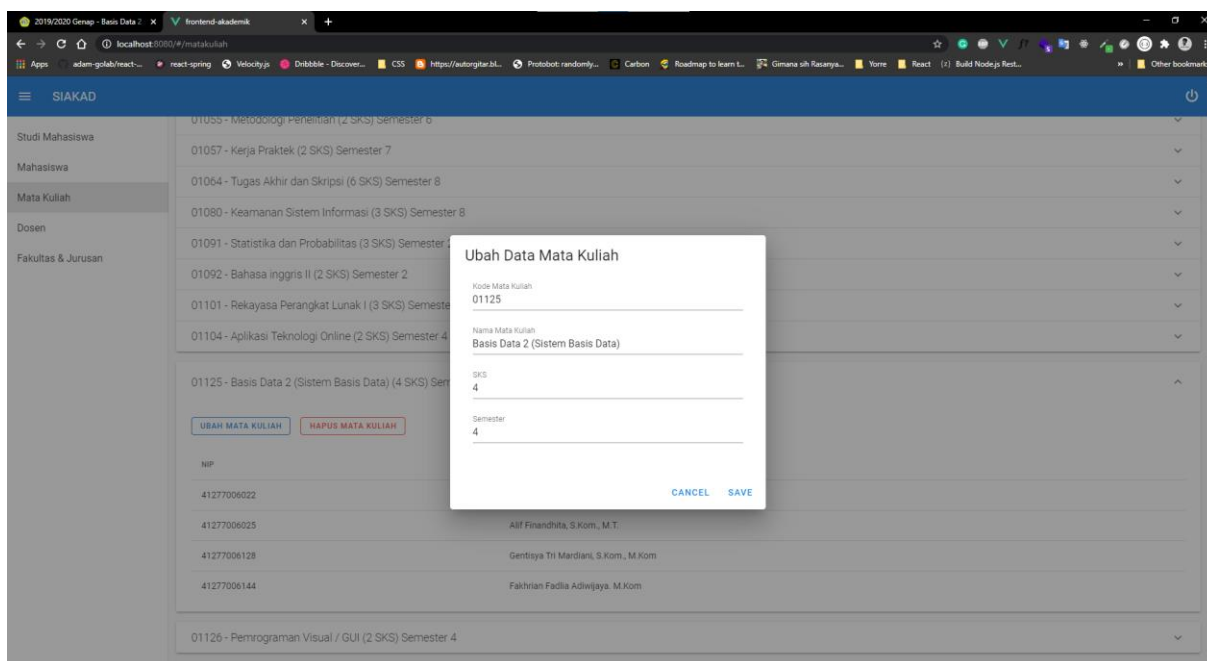 2019/2020 Genap - Basis Data 2
frontend-akademik
localhost:8080/#/matakuliah
Apps adam-golab/react-... react-spring Velocity.js Dribbble - Discover... CSS https://autorgitar.bl... Protobot: randomly... Carbon Roadmap to learn t... Gimana sih Rasanya... Yorre React {z} Build Node.js Rest... » Other bookmark
SIAKAD
Studi Mahasiswa
Mahasiswa
Mata Kuliah
Dosen
Fakultas & Jurusan
01055 - Metodologi Penelitian (2 SKS) Semester 6
01057 - Kerja Praktek (2 SKS) Semester 7
01064 - Tugas Akhir dan Skripsi (6 SKS) Semester 8
01080 - Keamanan Sistem Informasi (3 SKS) Semester 8
01091 - Statistika dan Probabilitas (3 SKS) Semester
01092 - Bahasa inggris II (2 SKS) Semester 2
01101 - Rekayasa Perangkat Lunak I (3 SKS) Semeste
01104 - Aplikasi Teknologi Online (2 SKS) Semester 4
01125 - Basis Data 2 (Sistem Basis Data) (4 SKS) Sem
UBAH MATA KULIAH HAPUS MATA KULIAH
NIP
41277006022
41277006025 Alif Finandhita, S.Kom., M.T.
41277006128 Gentisya Tri Mardiani, S.Kom., M.Kom
41277006144 Fakhrian Fadlia Adiwijaya. M.Kom
01126 - Pemrograman Visual / GUI (2 SKS) Semester 4
Ubah Data Mata Kuliah
Kode Mata Kuliah
01125
Nama Mata Kuliah
Basis Data 2 (Sistem Basis Data)
SKS
4
Semester
4
CANCEL SAVE